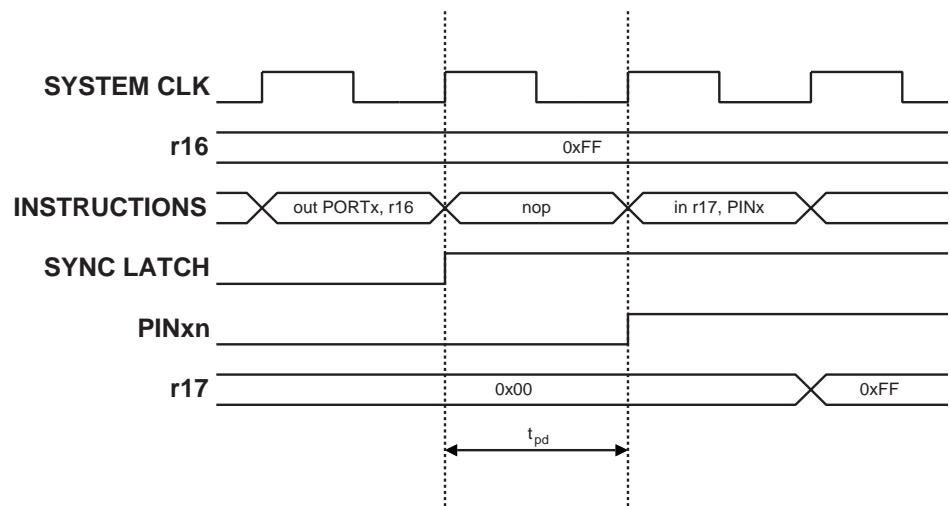 SYSTEM CLK
r16
0xFF
INSTRUCTIONS
out PORTx, r16
nop
in r17, PINx
SYNC LATCH
PINxn
r17
0x00
0xFF
tpd